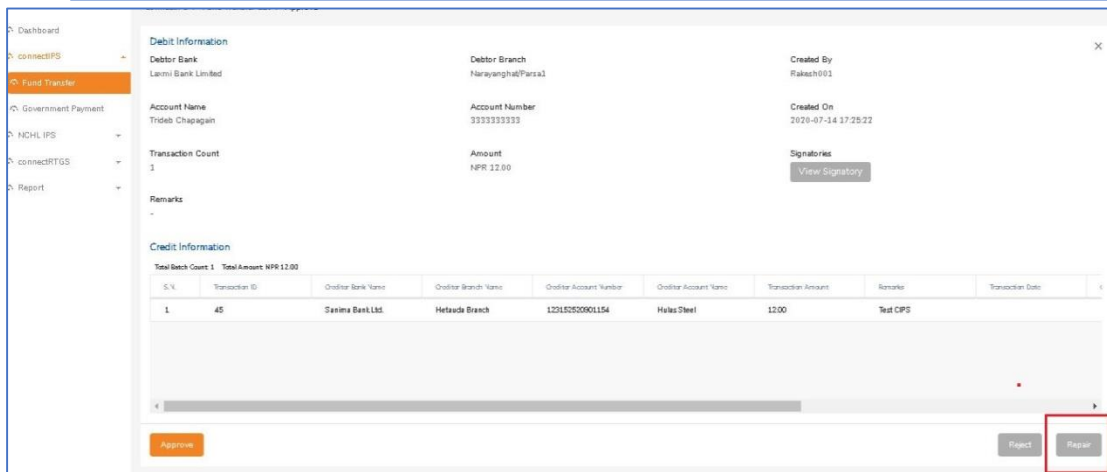 Dashboard
connectIPS
Fund Transfer
Government Payment
NCHL IPS
connectRTGS
Report
Debit Information
Debtor Bank Debtor Branch Created By
Laxmi Bank Limited Narayanghat/Parsa1 Rakesh001
Account Name Account Number Created On
Trideb Chapagain 3333333333 2020-07-14 17:25:22
Transaction Count Amount Signatories
1 NPR 12.00 View Signatory
Remarks
-
Credit Information
Total Batch Count: 1 Total Amount: NPR 12.00
S.N. Transaction ID Creditor Bank Name Creditor Branch Name Creditor Account Number Creditor Account Name Transaction Amount Remarks Transaction Date
1 45 Sanima Bank Ltd. Hetauda Branch 123152520901154 Hulas Steel 12.00 Test CIPS
Approve Reject Repair